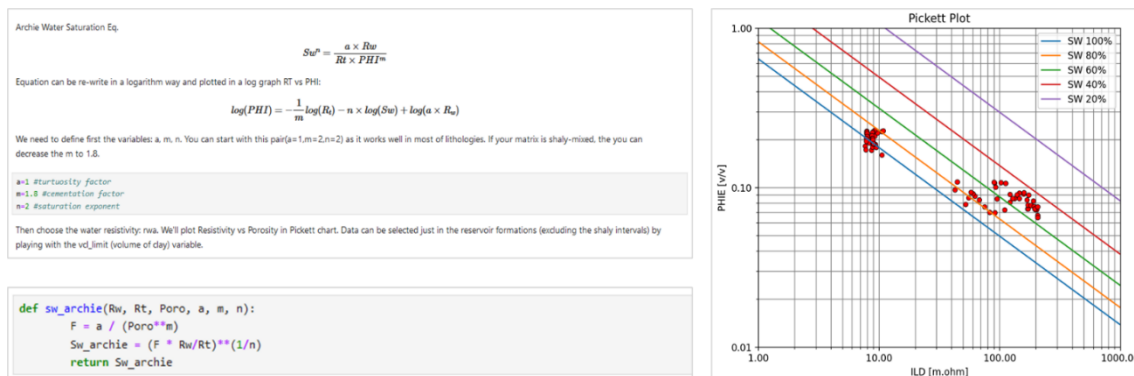 Archie Water Saturation Eq.
Swⁿ = a × Rw / Rt × PHIᵐ
Equation can be re-write in a logarithm way and plotted in a log graph RT vs PHI:
log(PHI) = −1/m log(Rₜ) − n × log(Sw) + log(a × R_w)
We need to define first the variables: a, m, n. You can start with this pair(a=1,m=2,n=2) as it works well in most of lithologies. If your matrix is shaly-mixed, the you can
decrease the m to 1.8.
a=1 #turtuosity factor
m=1.8 #cementation factor
n=2 #saturation exponent
Then choose the water resistivity: rwa. We'll plot Resistivity vs Porosity in Pickett chart. Data can be selected just in the reservoir formations (excluding the shaly intervals) by
playing with the vcl_limit (volume of clay) variable.
def sw_archie(Rw, Rt, Poro, a, m, n):
F = a / (Poro**m)
Sw_archie = (F * Rw/Rt)**(1/n)
return Sw_archie
Pickett Plot
SW 100%
SW 80%
SW 60%
SW 40%
SW 20%
PHIE [v/v]
1.00
0.10
0.01
1.00 10.00 100.00 1000.0
ILD [m.ohm]